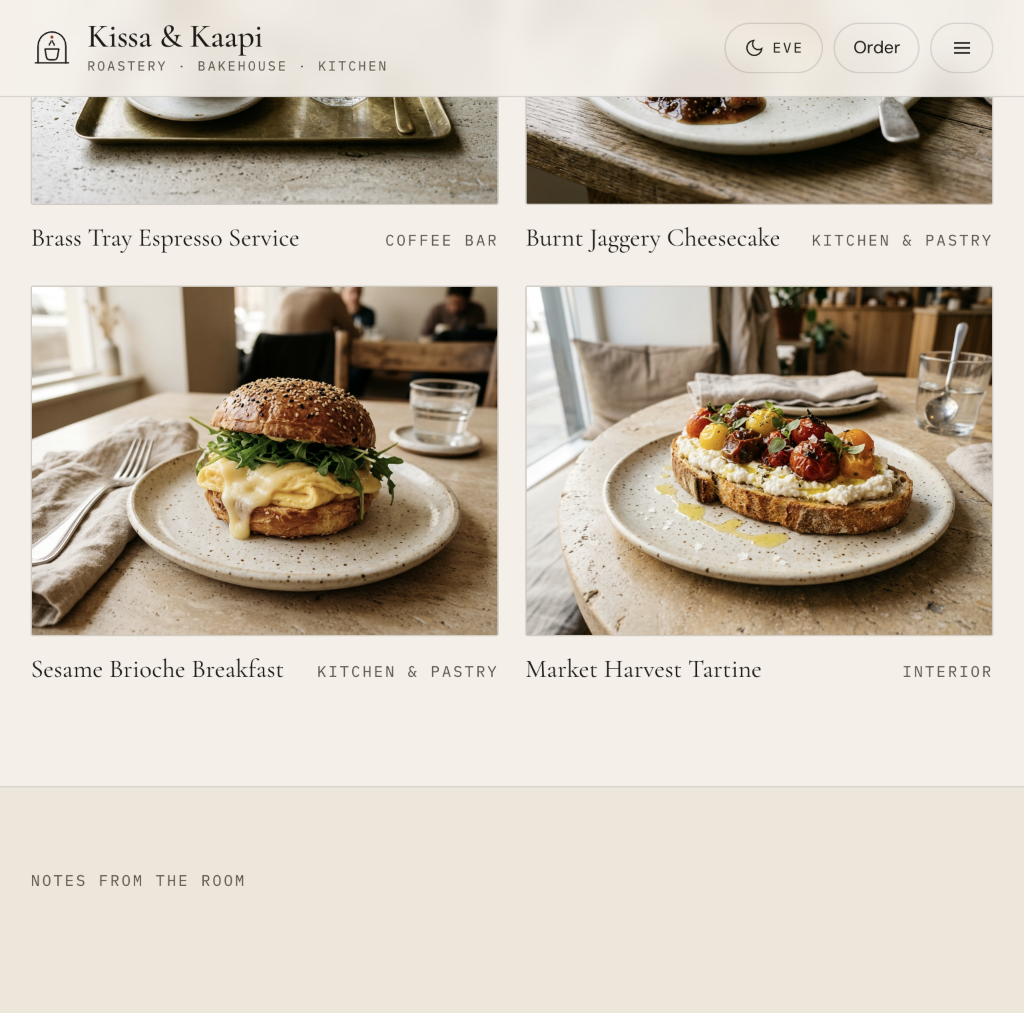 Kissa & Kaapi
ROASTERY · BAKEHOUSE · KITCHEN
EVE
Order
Brass Tray Espresso Service
COFFEE BAR
Burnt Jaggery Cheesecake
KITCHEN & PASTRY
Sesame Brioche Breakfast
KITCHEN & PASTRY
Market Harvest Tartine
INTERIOR
NOTES FROM THE ROOM